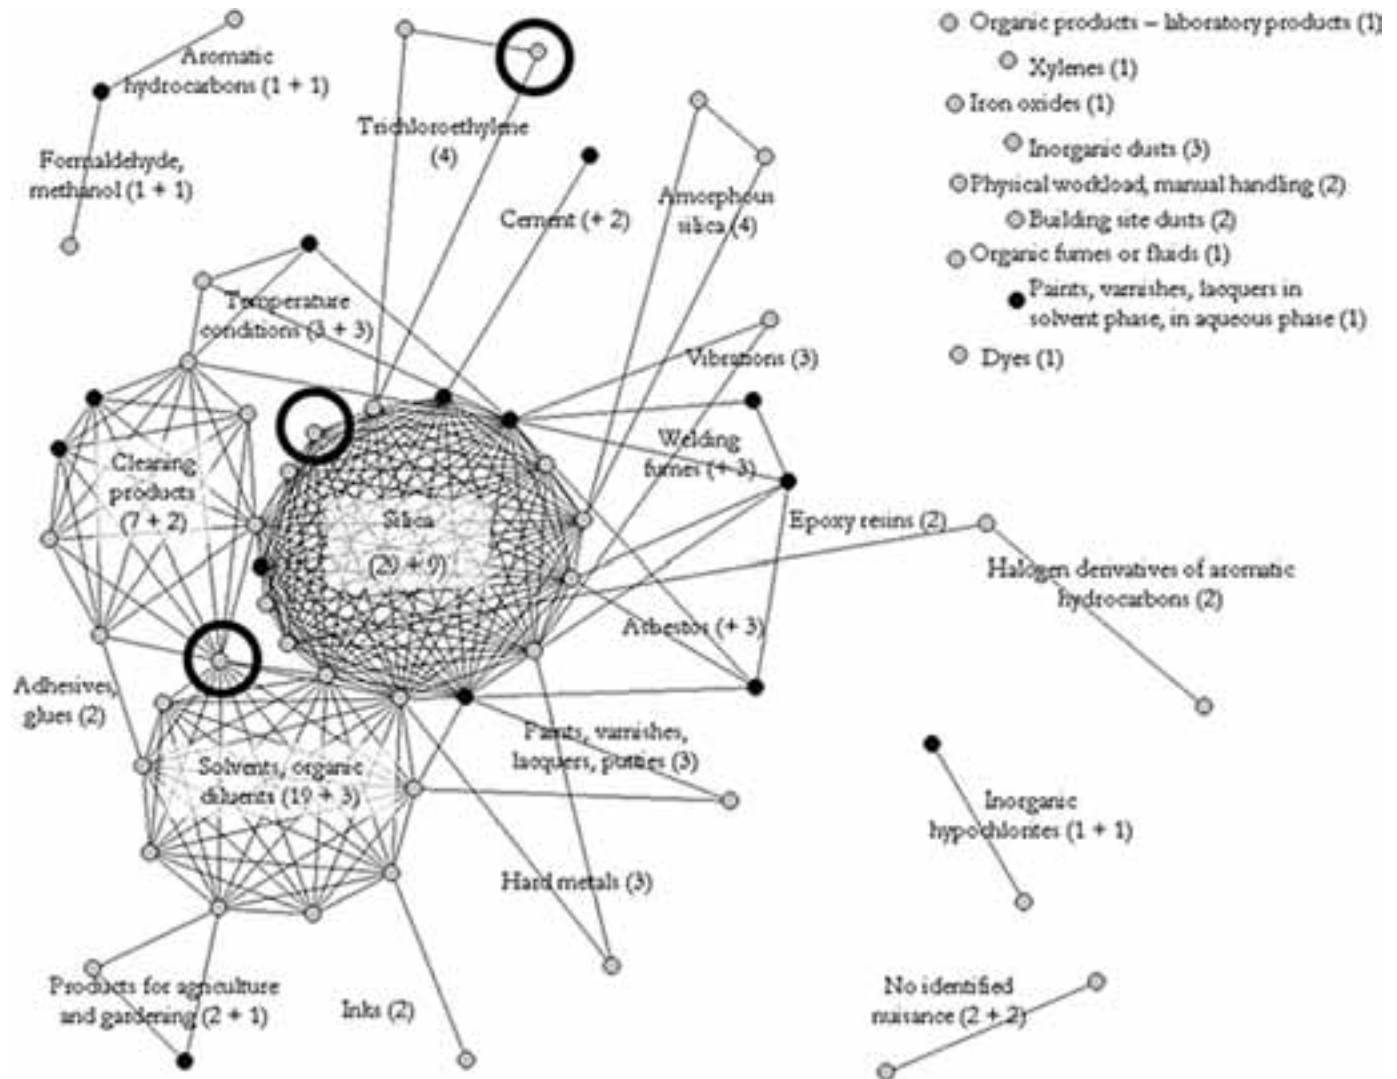 Organic products – laboratory products (1)
Aromatic
hydrocarbons (1 + 1)
Xylenes (1)
Iron oxides (1)
Trichloroethylene
(4)
Formaldehyde,
methanol (1 + 1)
Inorganic dusts (3)
Physical workload, manual handling (2)
Cement (+ 2)
Amorphous
silica (4)
Building site dusts (2)
Organic fumes or fluids (1)
Temperature
conditions (3 + 3)
Paints, varnishes, laoquers in
solvent phase, in aqueous phase (1)
Vibrations (3)
Dyes (1)
Welding
fumes (+ 3)
Cleaning
products
(7 + 2)
Silica
(29 + 9)
Epoxy resins (2)
Halogen derivatives of aromatic
hydrocarbons (2)
Asbestos (+ 3)
Adhesives,
glues (2)
Paints, varnishes,
lacquers, putties (3)
Solvents, organic
diluents (19 + 3)
Inorganic
hypochlorites (1 + 1)
Hard metals (3)
Products for agriculture
and gardening (2 + 1)
Inks (2)
No identified
nuisance (2 + 2)